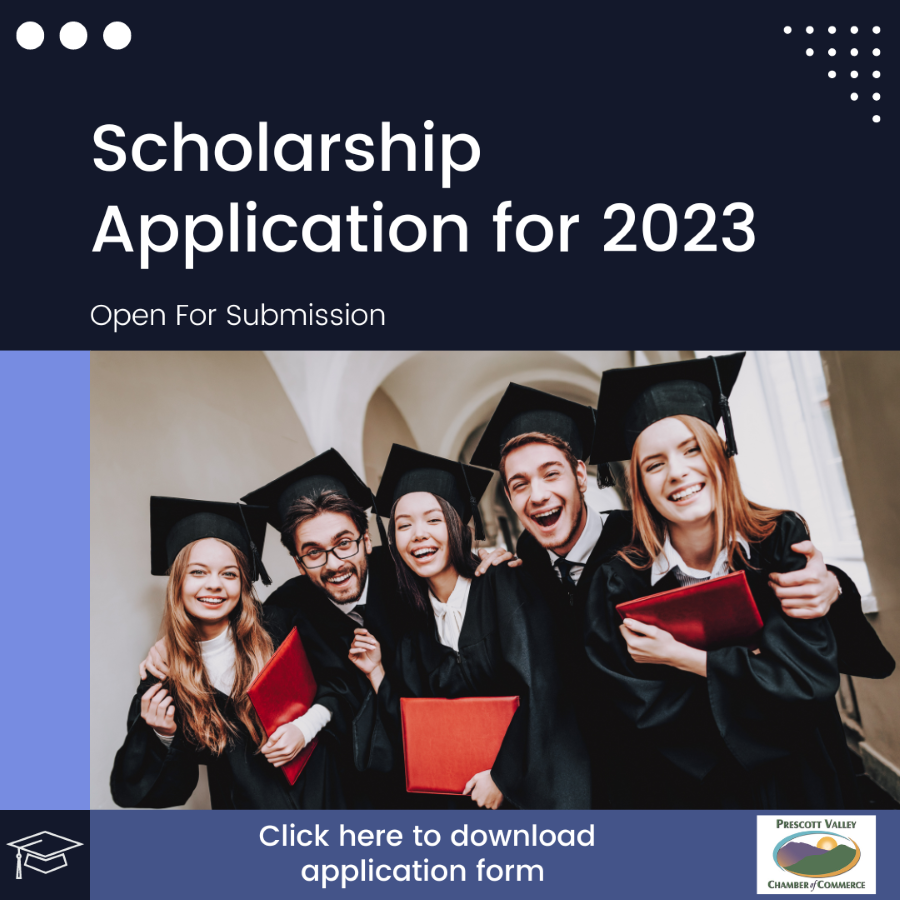 Scholarship
Application for 2023
Open For Submission
Click here to download
application form
PRESCOTT VALLEY
CHAMBER of COMMERCE